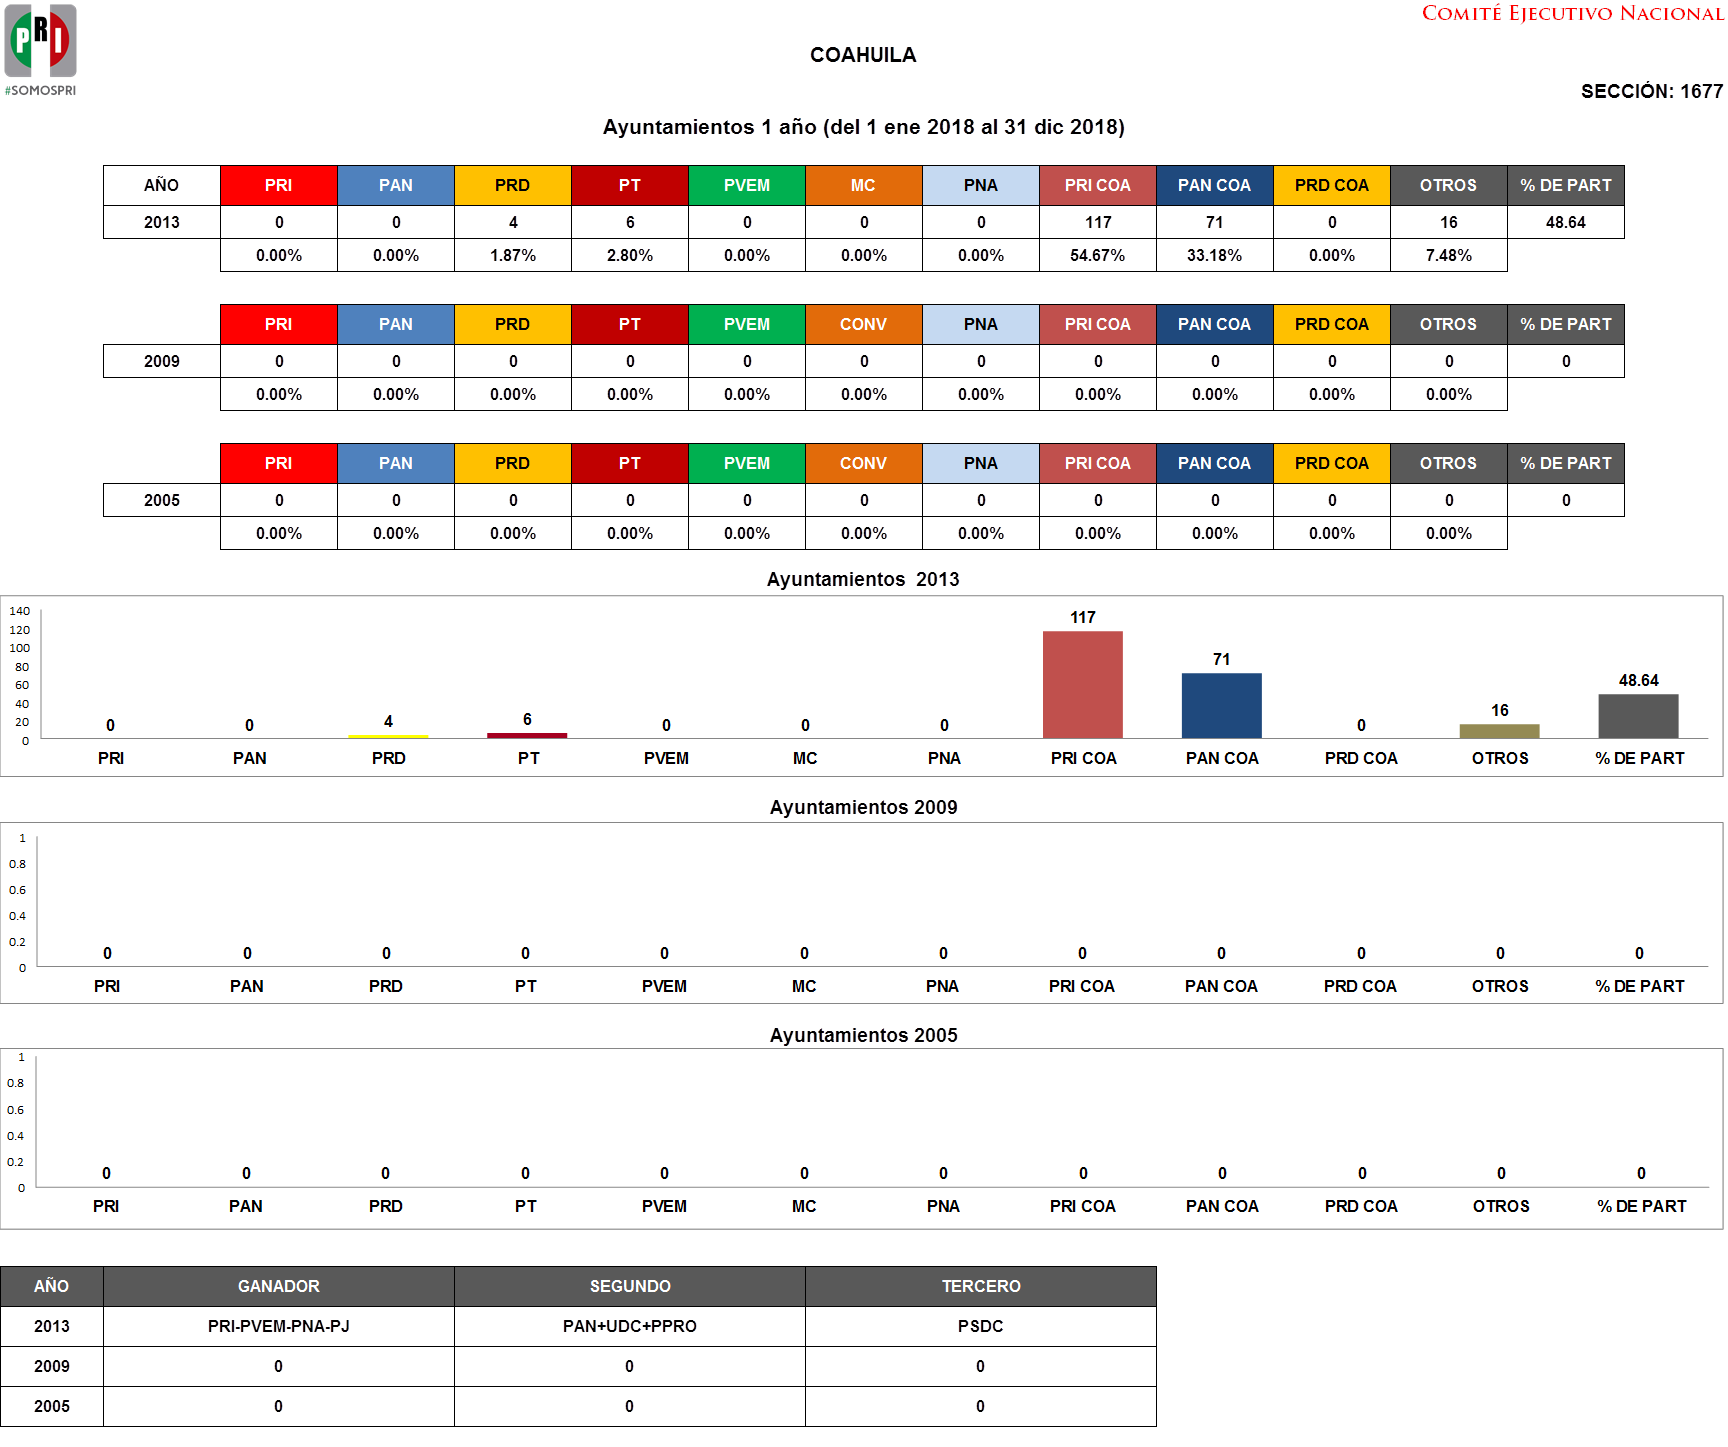 COMITÉ EJECUTIVO NACIONAL
PRI
#SOMOSPRI
COAHUILA
SECCIÓN: 1677
Ayuntamientos 1 año (del 1 ene 2018 al 31 dic 2018)
AÑO PRI PAN PRD PT PVEM MC PNA PRI COA PAN COA PRD COA OTROS % DE PART
2013 0 0 4 6 0 0 0 117 71 0 16 48.64
0.00% 0.00% 1.87% 2.80% 0.00% 0.00% 0.00% 54.67% 33.18% 0.00% 7.48%
PRI PAN PRD PT PVEM CONV PNA PRI COA PAN COA PRD COA OTROS % DE PART
2009 0 0 0 0 0 0 0 0 0 0 0 0
0.00% 0.00% 0.00% 0.00% 0.00% 0.00% 0.00% 0.00% 0.00% 0.00% 0.00%
PRI PAN PRD PT PVEM CONV PNA PRI COA PAN COA PRD COA OTROS % DE PART
2005 0 0 0 0 0 0 0 0 0 0 0 0
0.00% 0.00% 0.00% 0.00% 0.00% 0.00% 0.00% 0.00% 0.00% 0.00% 0.00%
Ayuntamientos 2013
140
120
100
80
60
40
20
0
0 0 4 6 0 0 0 117 71 0 16 48.64
PRI PAN PRD PT PVEM MC PNA PRI COA PAN COA PRD COA OTROS % DE PART
Ayuntamientos 2009
1
0.8
0.6
0.4
0.2
0
0 0 0 0 0 0 0 0 0 0 0 0
PRI PAN PRD PT PVEM MC PNA PRI COA PAN COA PRD COA OTROS % DE PART
Ayuntamientos 2005
1
0.8
0.6
0.4
0.2
0
0 0 0 0 0 0 0 0 0 0 0 0
PRI PAN PRD PT PVEM MC PNA PRI COA PAN COA PRD COA OTROS % DE PART
AÑO GANADOR SEGUNDO TERCERO
2013 PRI-PVEM-PNA-PJ PAN+UDC+PPRO PSDC
2009 0 0 0
2005 0 0 0